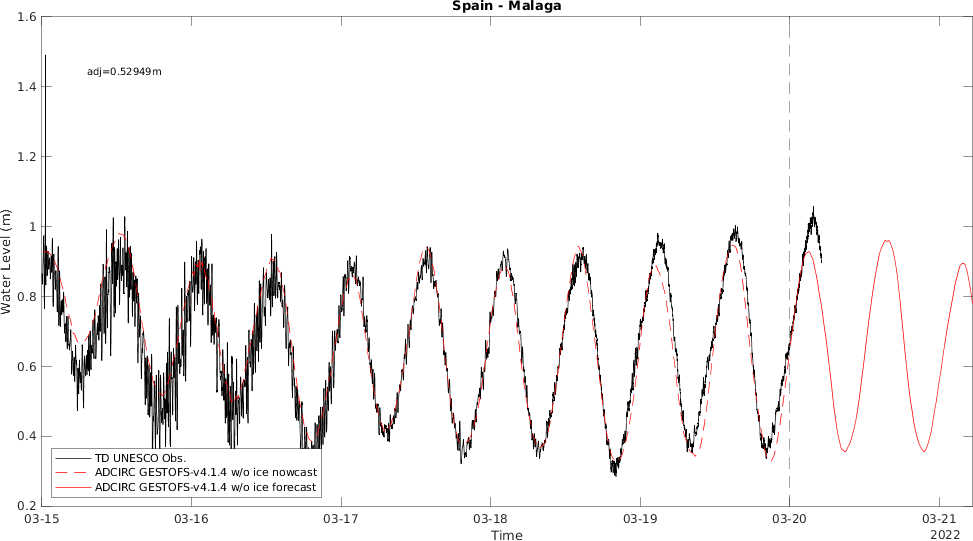 Spain - Malaga
adj=0.52949m
Water Level (m)
1.6
1.4
1.2
1
0.8
0.6
0.4
0.2
TD UNESCO Obs.
ADCIRC GESTOFS-v4.1.4 w/o ice nowcast
ADCIRC GESTOFS-v4.1.4 w/o ice forecast
03-15 03-16 03-17 03-18 03-19 03-20 03-21
Time
2022